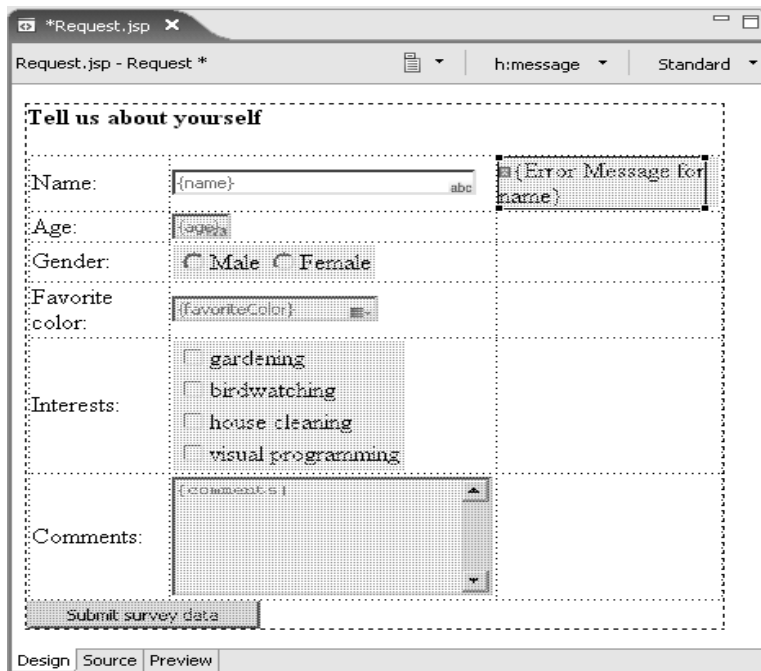 *Request.jsp
Request.jsp - Request *
h:message
Standard
Tell us about yourself
Name:
{name}
abc
{Error Message for
name}
Age:
{age}
Gender:
Male
Female
Favorite
color:
{favoriteColor}
Interests:
gardening
birdwatching
house cleaning
visual programming
Comments:
{comments}
Submit survey data
Design
Source
Preview